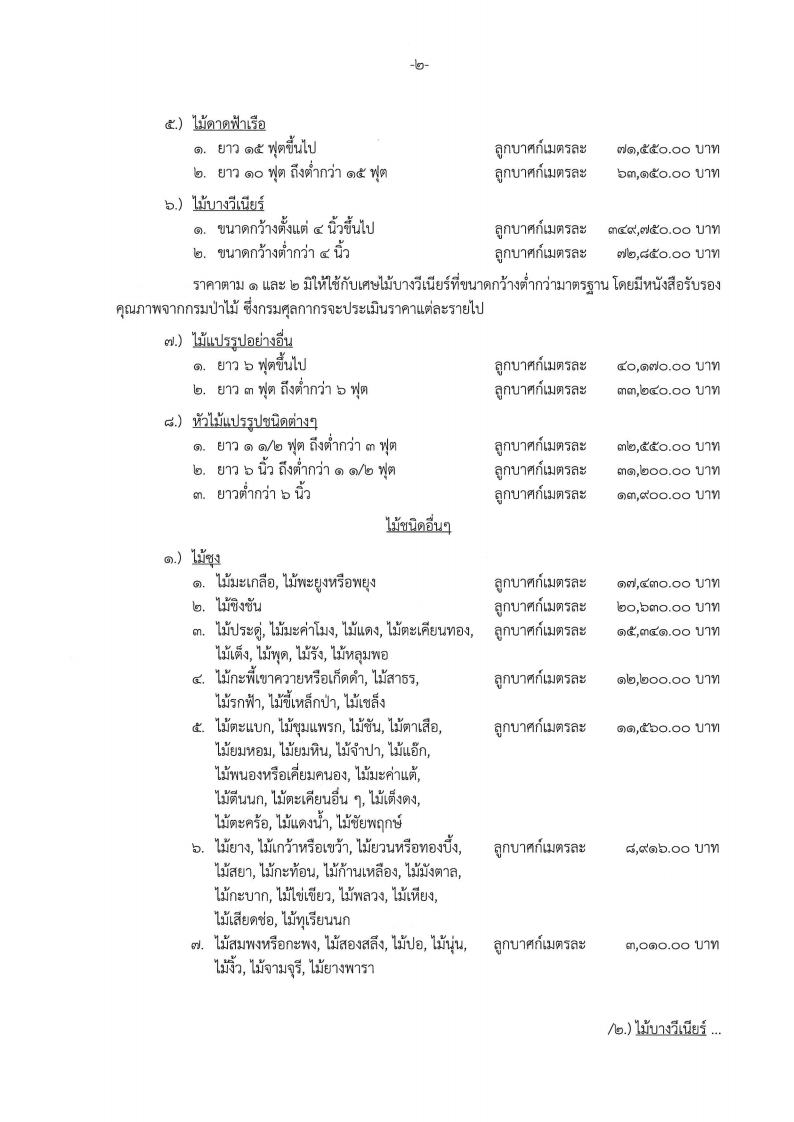 -๒-
๕.) ไม้ดาดฟ้าเรือ
๑. ยาว ๑๕ ฟุตขึ้นไป ลูกบาศก์เมตรละ ๗๑,๕๕๐.๐๐ บาท
๒. ยาว ๑๐ ฟุต ถึงต่ำกว่า ๑๕ ฟุต ลูกบาศก์เมตรละ ๖๓,๑๕๐.๐๐ บาท
๖.) ไม้บางวีเนียร์
๑. ขนาดกว้างตั้งแต่ ๔ นิ้วขึ้นไป ลูกบาศก์เมตรละ ๓๔๙,๗๕๐.๐๐ บาท
๒. ขนาดกว้างต่ำกว่า ๔ นิ้ว ลูกบาศก์เมตรละ ๗๒,๘๕๐.๐๐ บาท
ราคาตาม ๑ และ ๒ มิให้ใช้กับเศษไม้บางวีเนียร์ที่ขนาดกว้างต่ำกว่ามาตรฐาน โดยมีหนังสือรับรอง
คุณภาพจากกรมป่าไม้ ซึ่งกรมศุลกากรจะประเมินราคาแต่ละรายไป
๗.) ไม้แปรรูปอย่างอื่น
๑. ยาว ๖ ฟุตขึ้นไป ลูกบาศก์เมตรละ ๔๐,๑๗๐.๐๐ บาท
๒. ยาว ๓ ฟุต ถึงต่ำกว่า ๖ ฟุต ลูกบาศก์เมตรละ ๓๓,๒๔๐.๐๐ บาท
๘.) หัวไม้แปรรูปชนิดต่างๆ
๑. ยาว ๑ ๑/๒ ฟุต ถึงต่ำกว่า ๓ ฟุต ลูกบาศก์เมตรละ ๓๒,๕๕๐.๐๐ บาท
๒. ยาว ๖ นิ้ว ถึงต่ำกว่า ๑ ๑/๒ ฟุต ลูกบาศก์เมตรละ ๓๑,๒๐๐.๐๐ บาท
๓. ยาวต่ำกว่า ๖ นิ้ว ลูกบาศก์เมตรละ ๑๓,๙๐๐.๐๐ บาท
ไม้ชนิดอื่นๆ
๑.) ไม้ซุง
๑. ไม้มะเกลือ, ไม้พะยูงหรือพยุง ลูกบาศก์เมตรละ ๑๗,๔๓๐.๐๐ บาท
๒. ไม้ชิงชัน ลูกบาศก์เมตรละ ๒๐,๖๓๐.๐๐ บาท
๓. ไม้ประดู่, ไม้มะค่าโมง, ไม้แดง, ไม้ตะเคียนทอง, ลูกบาศก์เมตรละ ๑๕,๓๔๑.๐๐ บาท
ไม้เต็ง, ไม้พุด, ไม้รัง, ไม้หลุมพอ
๔. ไม้กะพี้เขาควายหรือเก็ดดำ, ไม้สาธร, ลูกบาศก์เมตรละ ๑๒,๒๐๐.๐๐ บาท
ไม้รกฟ้า, ไม้ขี้เหล็กป่า, ไม้เชล็ง
๕. ไม้ตะแบก, ไม้ชุมแพรก, ไม้ชัน, ไม้ตาเสือ, ลูกบาศก์เมตรละ ๑๑,๕๖๐.๐๐ บาท
ไม้ยมหอม, ไม้ยมหิน, ไม้จำปา, ไม้แอ๊ก,
ไม้พนองหรือเคี่ยมคนอง, ไม้มะค่าแต้,
ไม้ตีนนก, ไม้ตะเคียนอื่น ๆ, ไม้เต็งดง,
ไม้ตะคร้อ, ไม้แดงน้ำ, ไม้ชัยพฤกษ์
๖. ไม้ยาง, ไม้เกว้าหรือเขว้า, ไม้ยวนหรือทองบึ้ง, ลูกบาศก์เมตรละ ๘,๙๑๖.๐๐ บาท
ไม้สยา, ไม้กะท้อน, ไม้ก้านเหลือง, ไม้มังตาล,
ไม้กะบาก, ไม้ไข่เขียว, ไม้พลวง, ไม้เหียง,
ไม้เสียดช่อ, ไม้ทุเรียนนก
๗. ไม้สมพงหรือกะพง, ไม้สองสลึง, ไม้ปอ, ไม้นุ่น, ลูกบาศก์เมตรละ ๓,๐๑๐.๐๐ บาท
ไม้งิ้ว, ไม้จามจุรี, ไม้ยางพารา
/๒.) ไม้บางวีเนียร์ ...